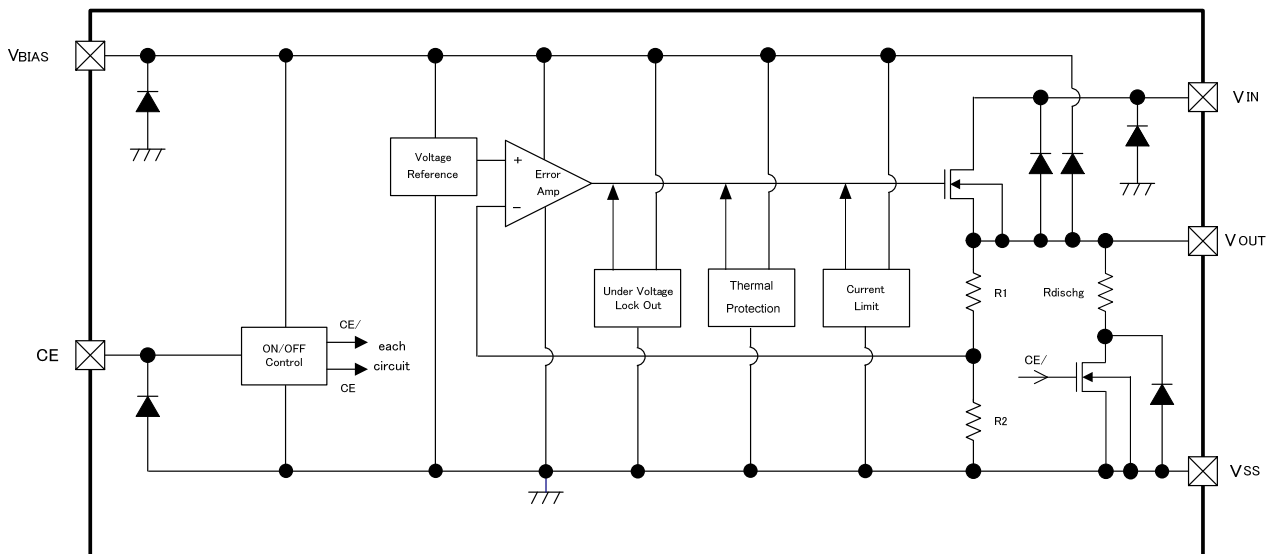 VBIAS
VIN
Voltage
Reference
+
Error
Amp
−
VOUT
Under Voltage
Lock Out
Thermal
Protection
Current
Limit
R1
Rdischg
CE
ON/OFF
Control
CE/
each
circuit
CE
CE/
R2
VSS